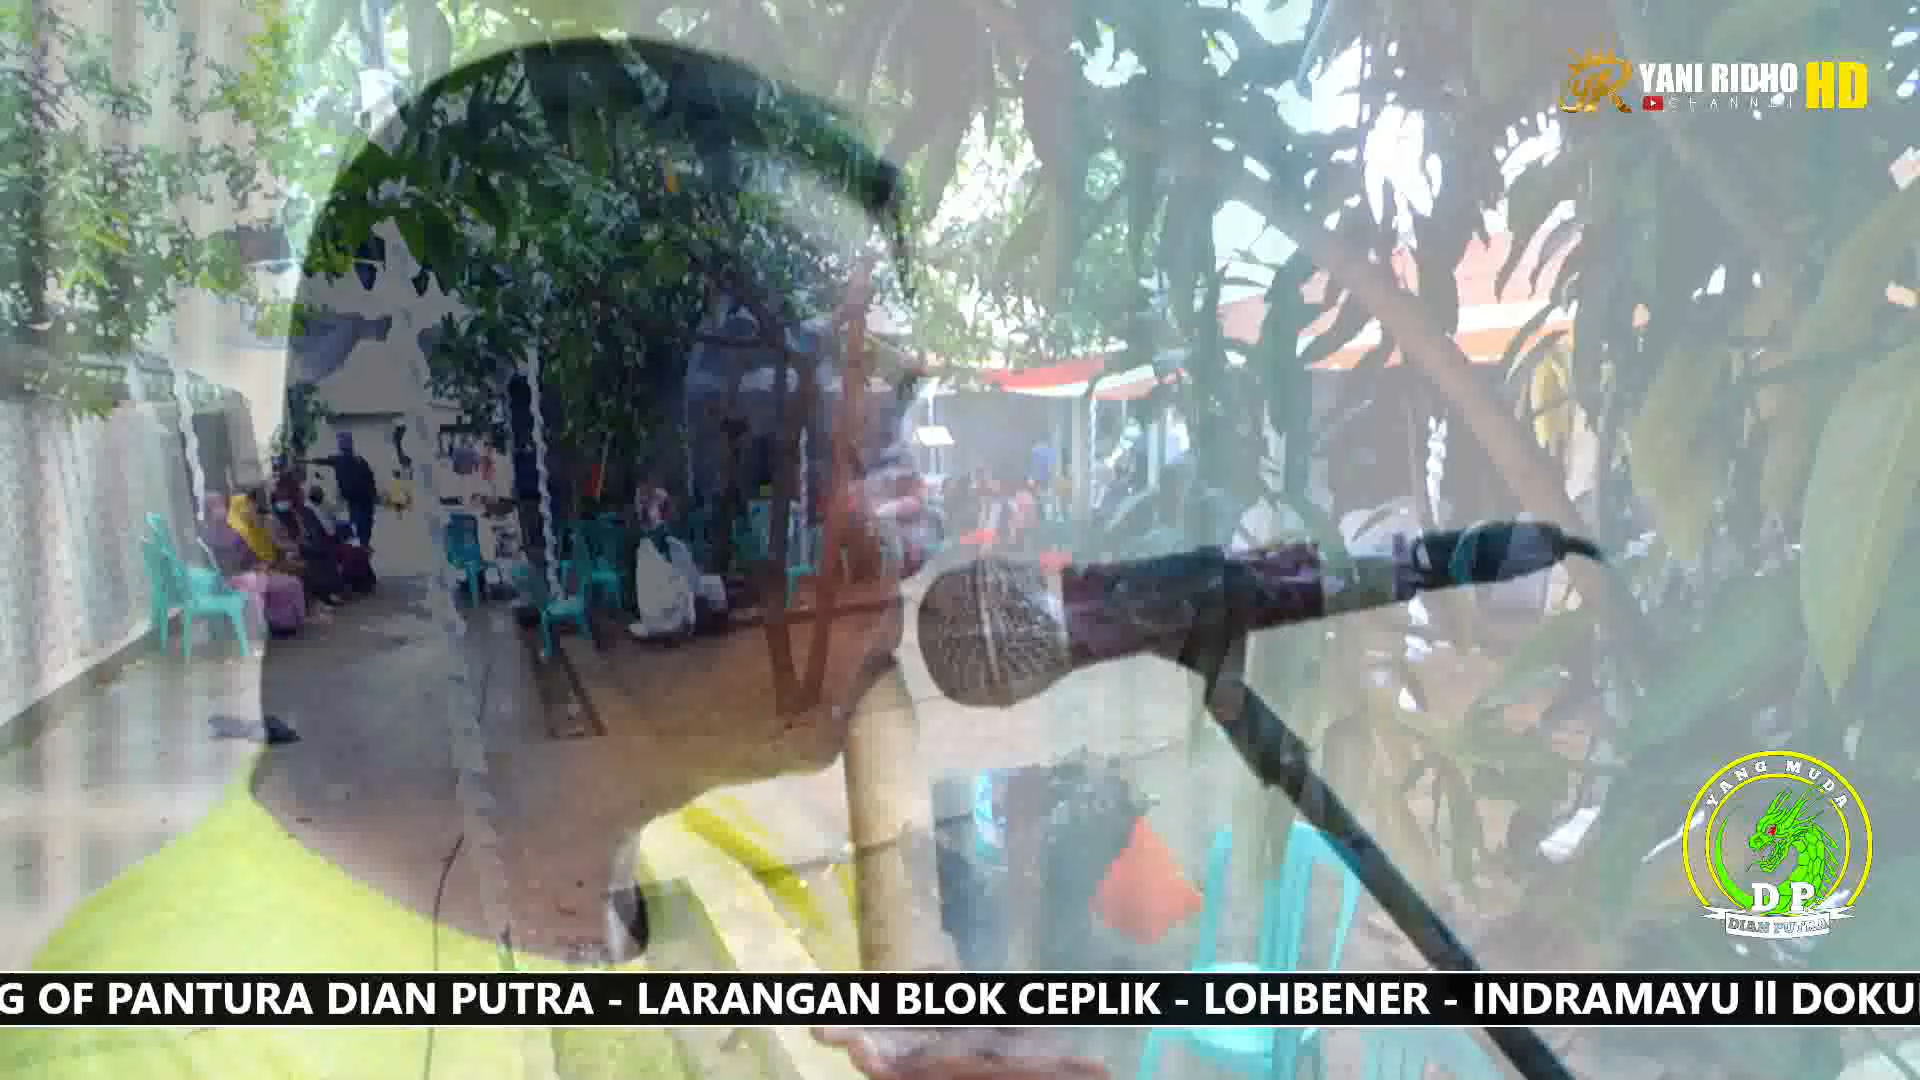 YANI RIDHO HD
CHANNEL
YANG MUDA
DP
DIAN PUTRA
G OF PANTURA DIAN PUTRA - LARANGAN BLOK CEPLIK - LOHBENER - INDRAMAYU ll DOKU